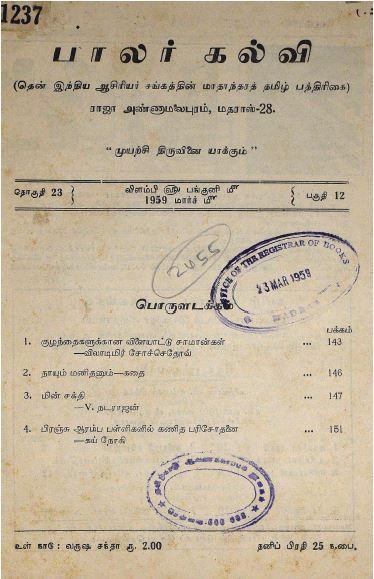 1237
பாலர் கல்வி
(தென் இந்திய ஆசிரியர் சங்கத்தின் மாதாந்தரத் தமிழ் பத்திரிகை)
ராஜா அண்ணாமலைபுரம், மதராஸ்-28.
“ முயற்சி திருவினை யாக்கும் ”
தொகுதி 23
விளம்பி ௵ பங்குனி ௴
1959 மார்ச் ௴
பகுதி 12
2455
OFFICE OF THE REGISTRAR OF BOOKS
23 MAR 1959
MADRAS
பொருளடக்கம்
பக்கம்
1. குழந்தைகளுக்கான விளையாட்டு சாமான்கள் ... 143
—விலாடிமிர் சோச்செதோவ்
2. நாயும் மனிதனும்—கதை ... 146
3. மின் சக்தி ... 147
—V. நடராஜன்
4. பிரஞ்சு ஆரம்ப பள்ளிகளில் கணித பரிசோதனை ... 151
—கய் நோகி
உள் நாடு: வருஷ சந்தா ரூ. 2.00
தனிப் பிரதி 25 ந.பை.